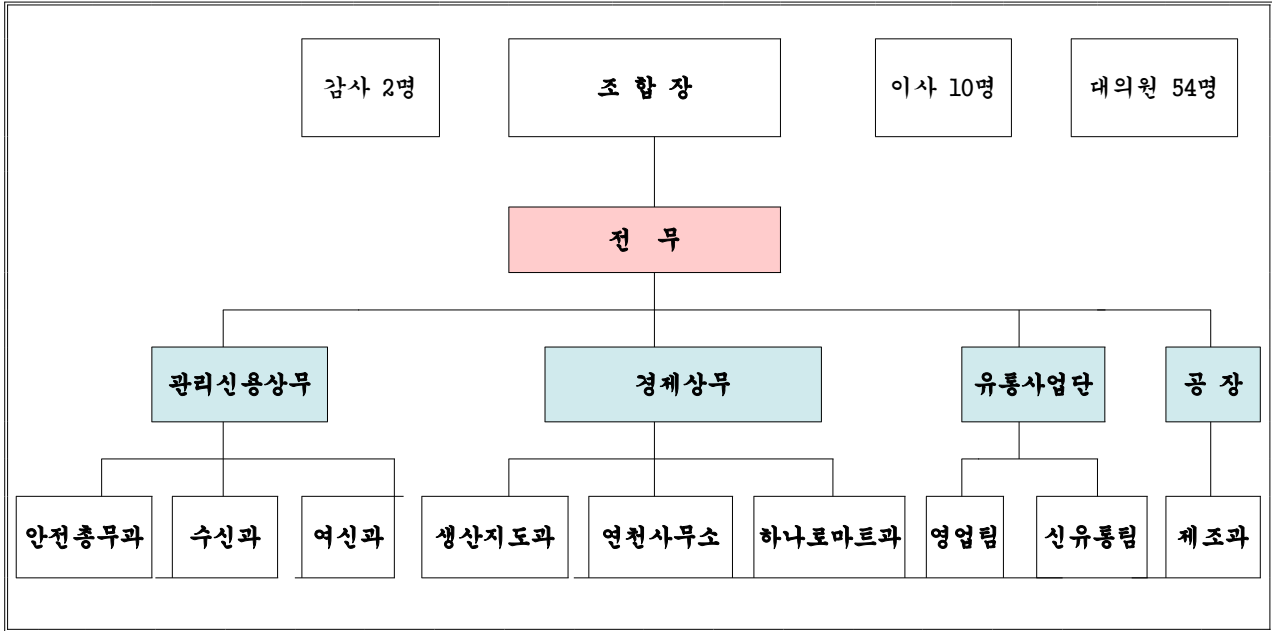 감사 2명
조 합 장
이사 10명
대의원 54명
전 무
관리신용상무
경제상무
유통사업단
공 장
안전총무과
수신과
여신과
생산지도과
연천사무소
하나로마트과
영업팀
신유통팀
제조과